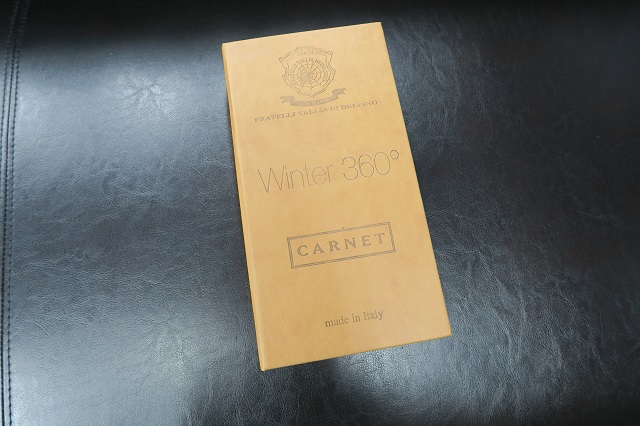 FRATELLI TALLIA DI DELFINO
Winter 360°
CARNET
made in Italy